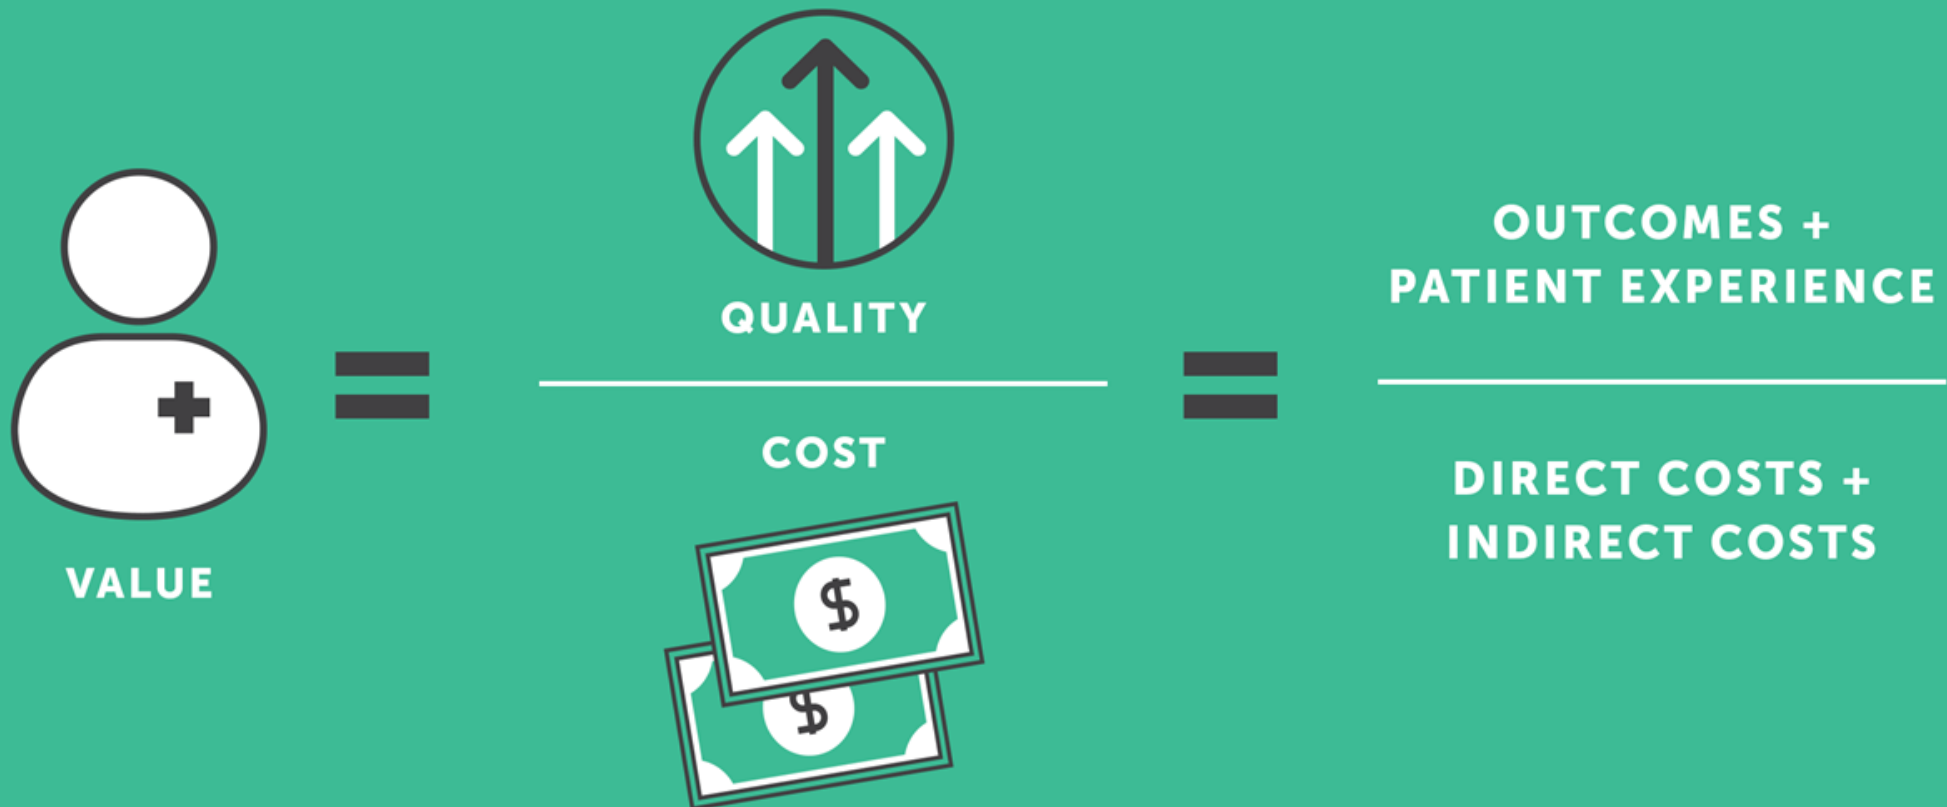 VALUE
QUALITY
COST
$
$
OUTCOMES +
PATIENT EXPERIENCE
DIRECT COSTS +
INDIRECT COSTS